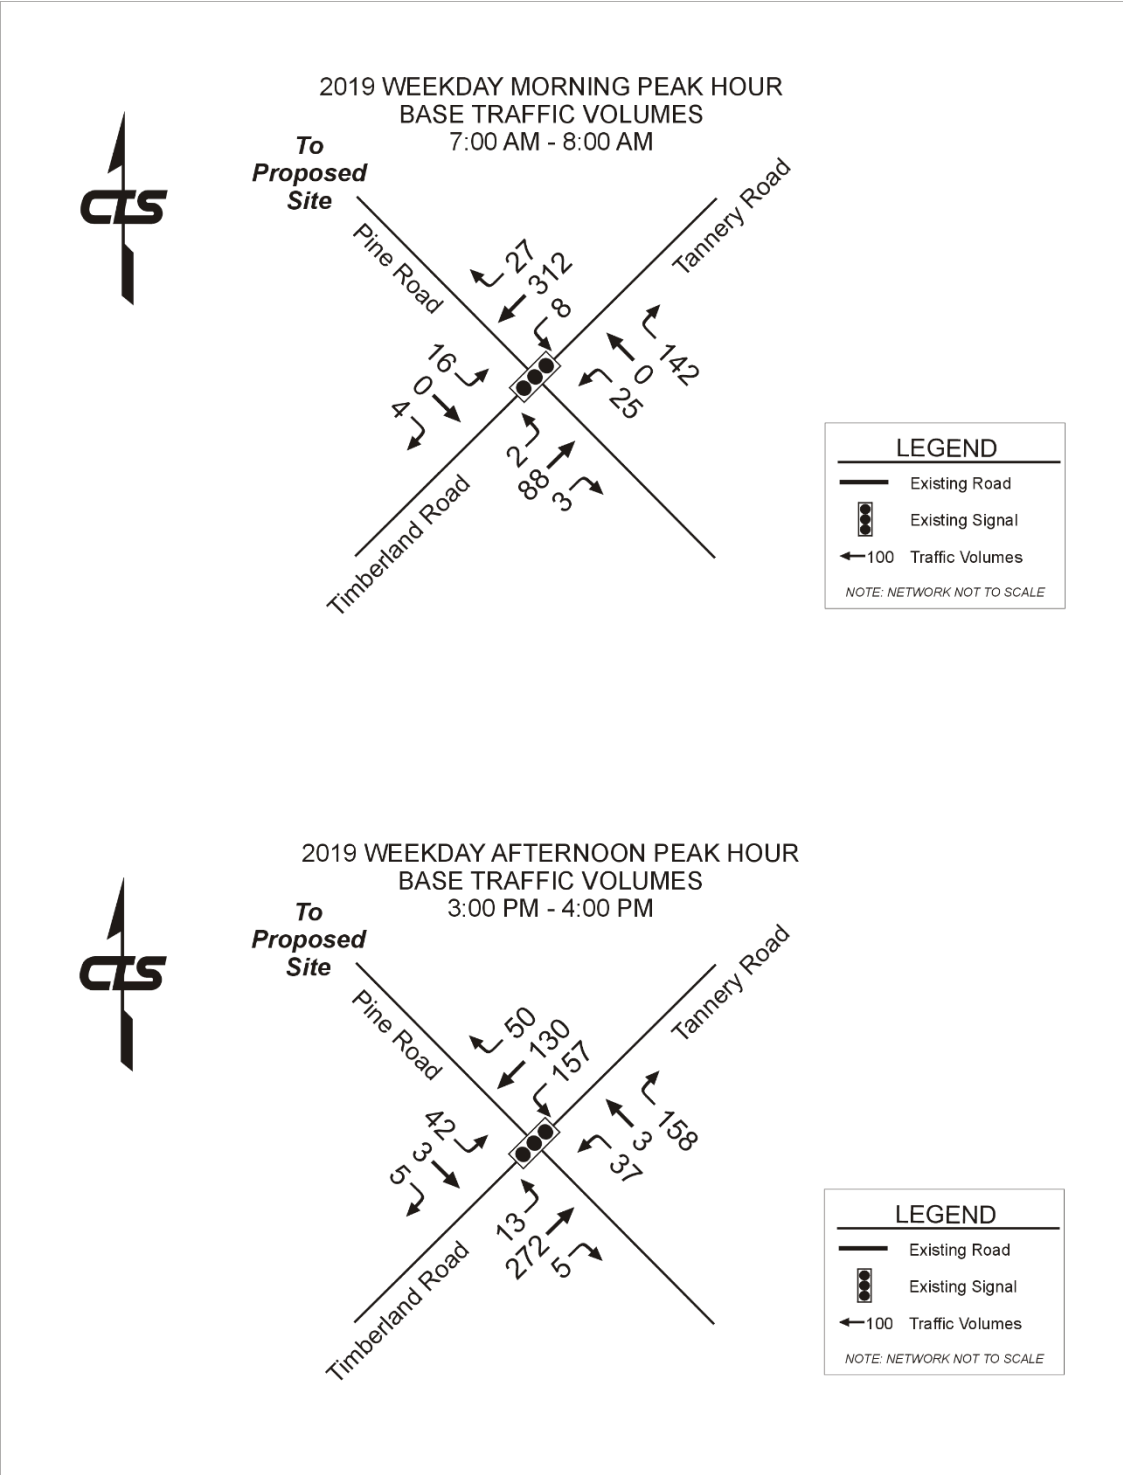 2019 WEEKDAY MORNING PEAK HOUR
BASE TRAFFIC VOLUMES
7:00 AM - 8:00 AM
To
Proposed
Site
CTS
Pine Road
Tannery Road
27
312
8
16
0
4
142
0
25
2
88
3
Timberland Road
LEGEND
Existing Road
Existing Signal
100 Traffic Volumes
NOTE: NETWORK NOT TO SCALE
2019 WEEKDAY AFTERNOON PEAK HOUR
BASE TRAFFIC VOLUMES
3:00 PM - 4:00 PM
To
Proposed
Site
CTS
Pine Road
Tannery Road
50
130
157
42
3
5
158
3
37
13
272
5
Timberland Road
LEGEND
Existing Road
Existing Signal
100 Traffic Volumes
NOTE: NETWORK NOT TO SCALE